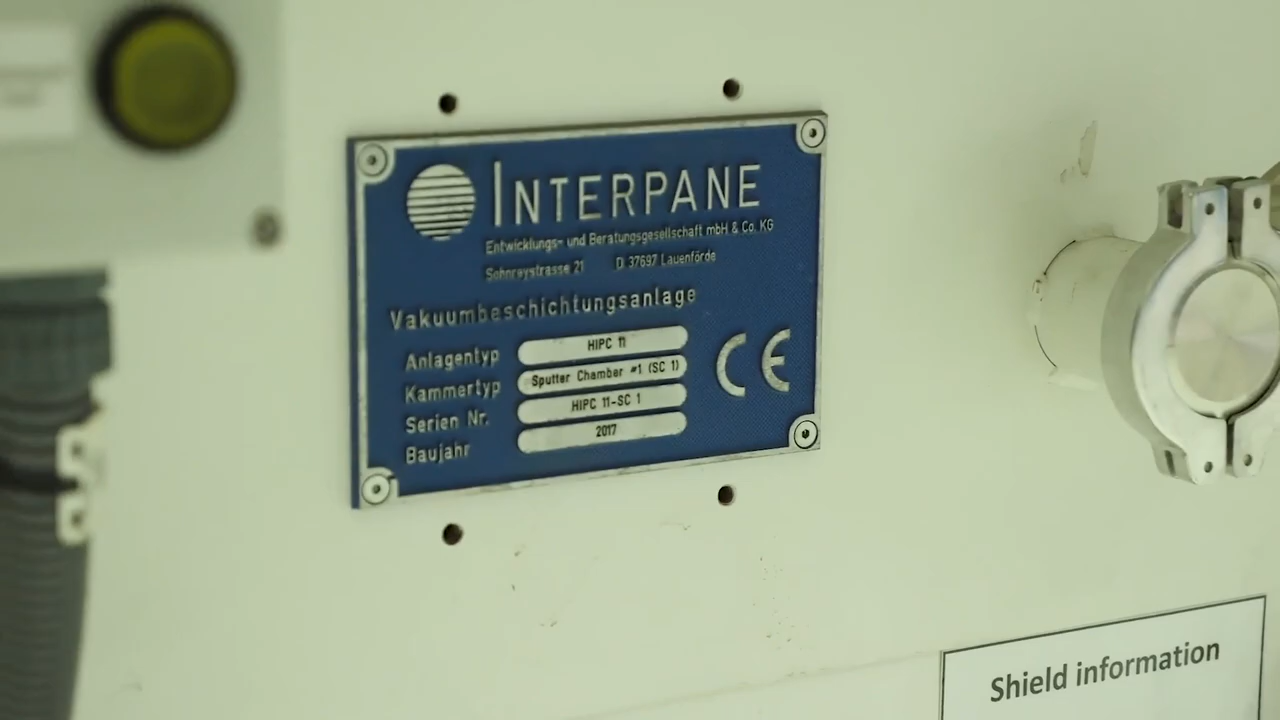 INTERPANE
Entwicklungs- und Beratungsgesellschaft mbH & Co. KG
Sohnreystrasse 21 D 37697 Lauenförde
Vakuumbeschichtungsanlage
Anlagentyp HIPC 11
Kammertyp Sputter Chamber #1 (SC 1)
Serien Nr. HIPC 11-SC 1
Baujahr 2017
CE
Shield information